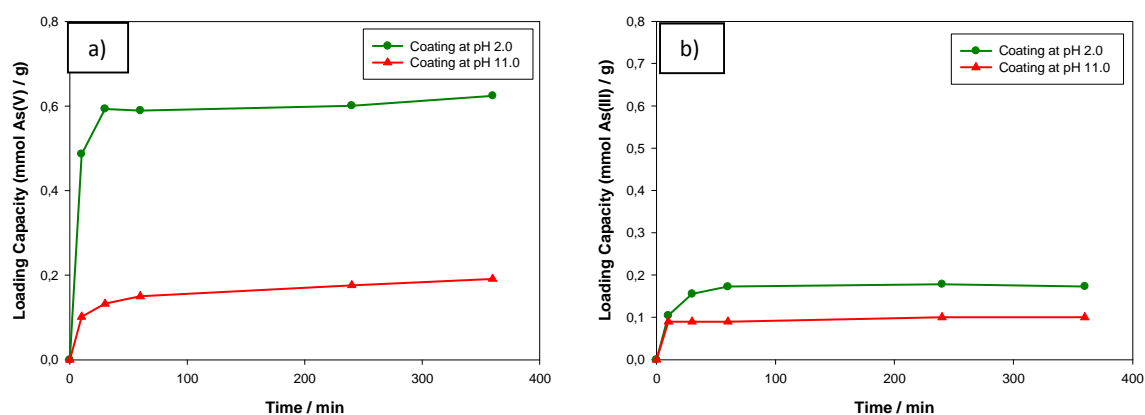 a)
Coating at pH 2.0
Coating at pH 11.0
Loading Capacity (mmol As(V) / g)
0,8
0,6
0,4
0,2
0,0
0
100
200
300
400
Time / min
b)
Coating at pH 2.0
Coating at pH 11.0
Loading Capacity (mmol As(III) / g)
0,8
0,7
0,6
0,5
0,4
0,3
0,2
0,1
0,0
0
100
200
300
400
Time / min